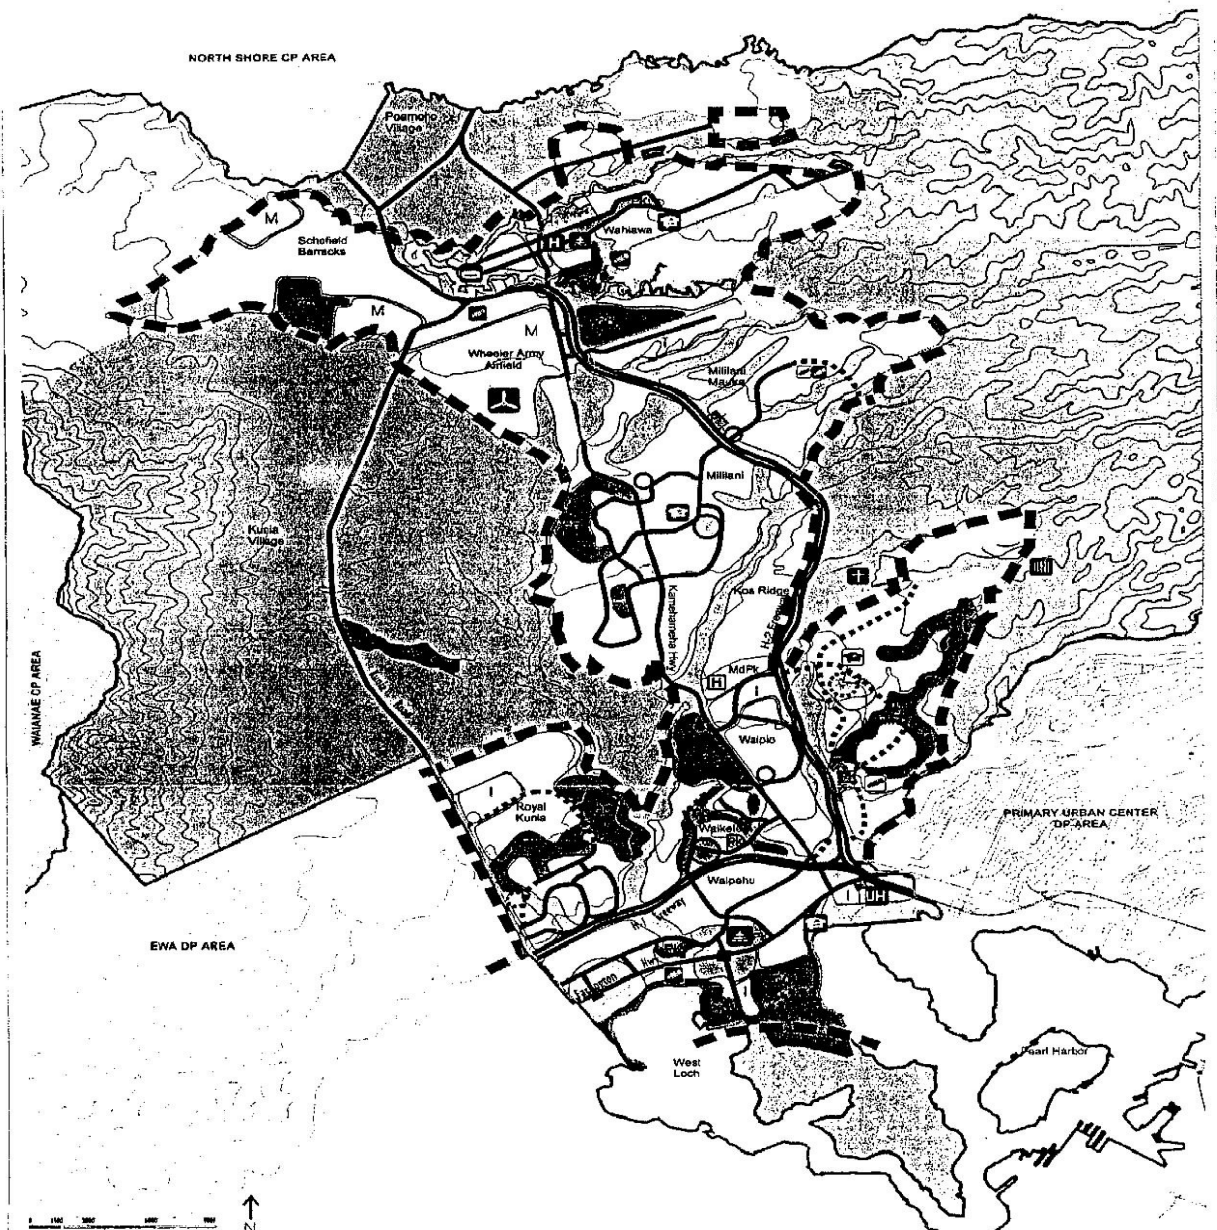 NORTH SHORE CP AREA
Poamoho
Village
M
Schofield
Barracks
Wahiawa
H
M
M
Wheeler Army
Airfield
Mililani
Mauka
Mililani
Kunia
Village
Kamehameha Hwy
Koa Ridge
H-2
WAIANAE CP AREA
H
Md Pk
I
Waipio
I
Royal
Kunia
PRIMARY URBAN CENTER
DP AREA
Waikele
Waipahu
I
UH
EWA DP AREA
Farrington
Hwy
I
West
Loch
Pearl Harbor
N